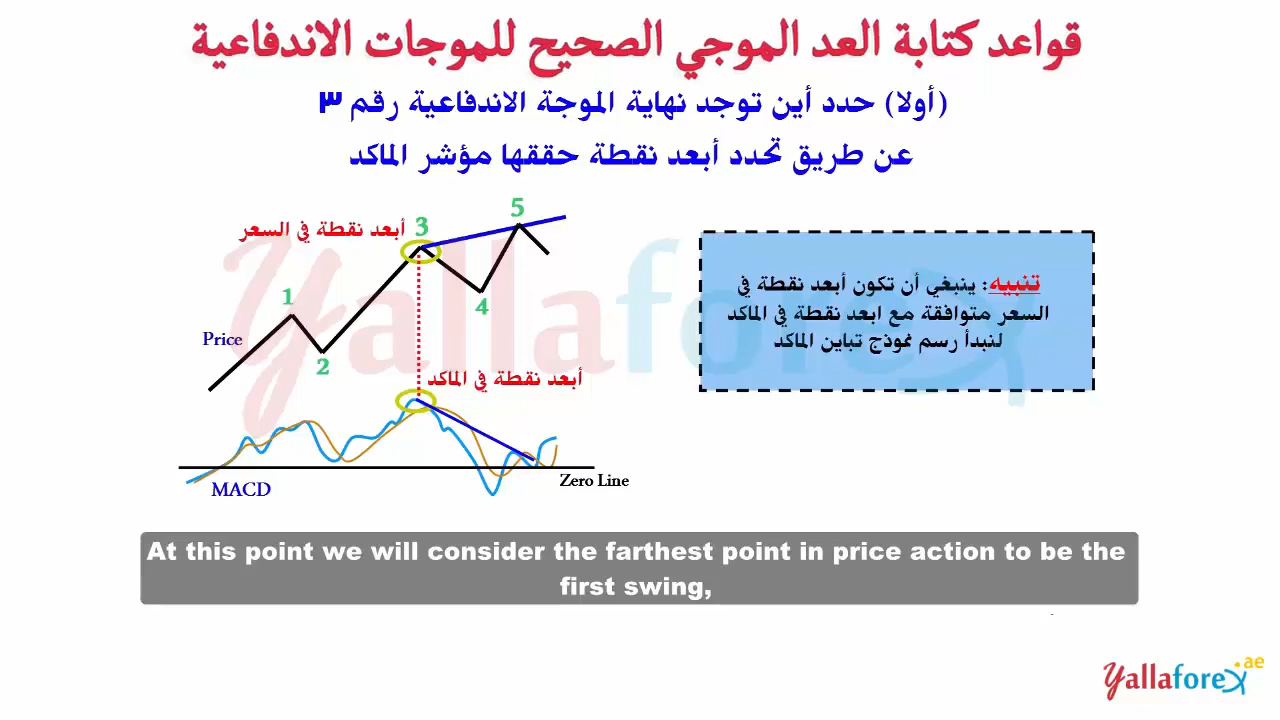 قواعد كتابة العد الموجي الصحيح للموجات الاندفاعية
(أولا) حدد أين توجد نهاية الموجة الاندفاعية رقم ٣
عن طريق تحدد أبعد نقطة حققها مؤشر الماكد
5
أبعد نقطة في السعر
3
1
4
Price
2
تنبيه: ينبغي أن تكون أبعد نقطة في
السعر متوافقة مع ابعد نقطة في الماكد
لنبدأ رسم نموذج تباين الماكد
أبعد نقطة في الماكد
Zero Line
MACD
Yallaforex
At this point we will consider the farthest point in price action to be the
first swing,
Yallaforex.ae